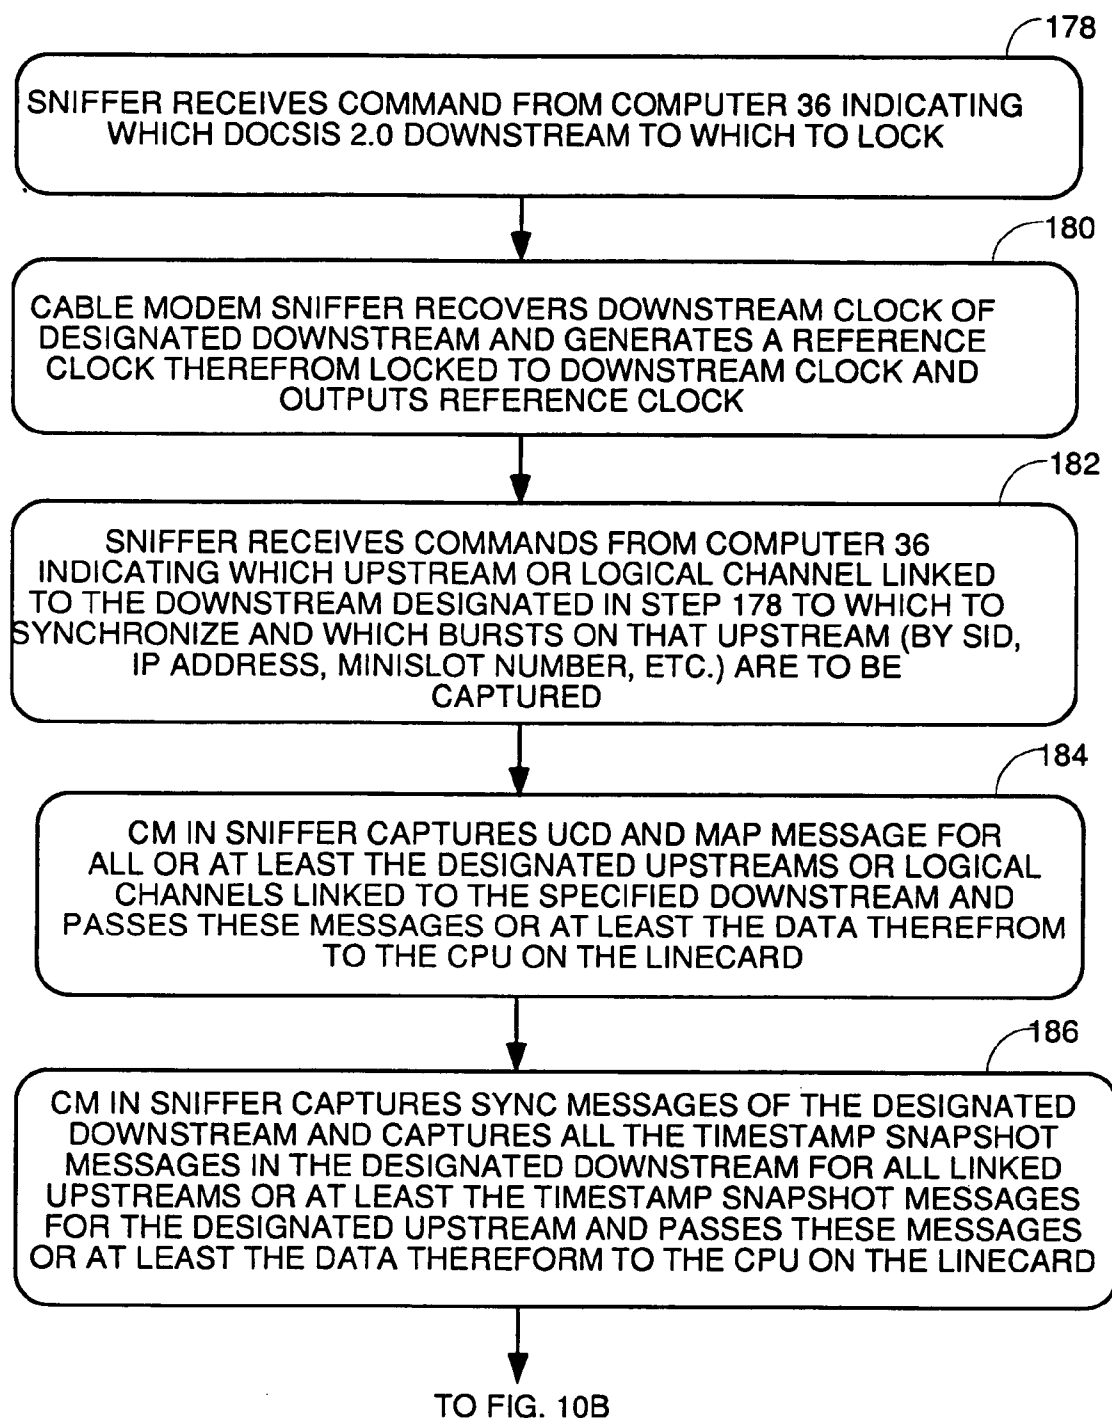 178
SNIFFER RECEIVES COMMAND FROM COMPUTER 36 INDICATING
WHICH DOCSIS 2.0 DOWNSTREAM TO WHICH TO LOCK
180
CABLE MODEM SNIFFER RECOVERS DOWNSTREAM CLOCK OF
DESIGNATED DOWNSTREAM AND GENERATES A REFERENCE
CLOCK THEREFROM LOCKED TO DOWNSTREAM CLOCK AND
OUTPUTS REFERENCE CLOCK
182
SNIFFER RECEIVES COMMANDS FROM COMPUTER 36
INDICATING WHICH UPSTREAM OR LOGICAL CHANNEL LINKED
TO THE DOWNSTREAM DESIGNATED IN STEP 178 TO WHICH TO
SYNCHRONIZE AND WHICH BURSTS ON THAT UPSTREAM (BY SID,
IP ADDRESS, MINISLOT NUMBER, ETC.) ARE TO BE
CAPTURED
184
CM IN SNIFFER CAPTURES UCD AND MAP MESSAGE FOR
ALL OR AT LEAST THE DESIGNATED UPSTREAMS OR LOGICAL
CHANNELS LINKED TO THE SPECIFIED DOWNSTREAM AND
PASSES THESE MESSAGES OR AT LEAST THE DATA THEREFROM
TO THE CPU ON THE LINECARD
186
CM IN SNIFFER CAPTURES SYNC MESSAGES OF THE DESIGNATED
DOWNSTREAM AND CAPTURES ALL THE TIMESTAMP SNAPSHOT
MESSAGES IN THE DESIGNATED DOWNSTREAM FOR ALL LINKED
UPSTREAMS OR AT LEAST THE TIMESTAMP SNAPSHOT MESSAGES
FOR THE DESIGNATED UPSTREAM AND PASSES THESE MESSAGES
OR AT LEAST THE DATA THEREFORM TO THE CPU ON THE LINECARD
TO FIG. 10B